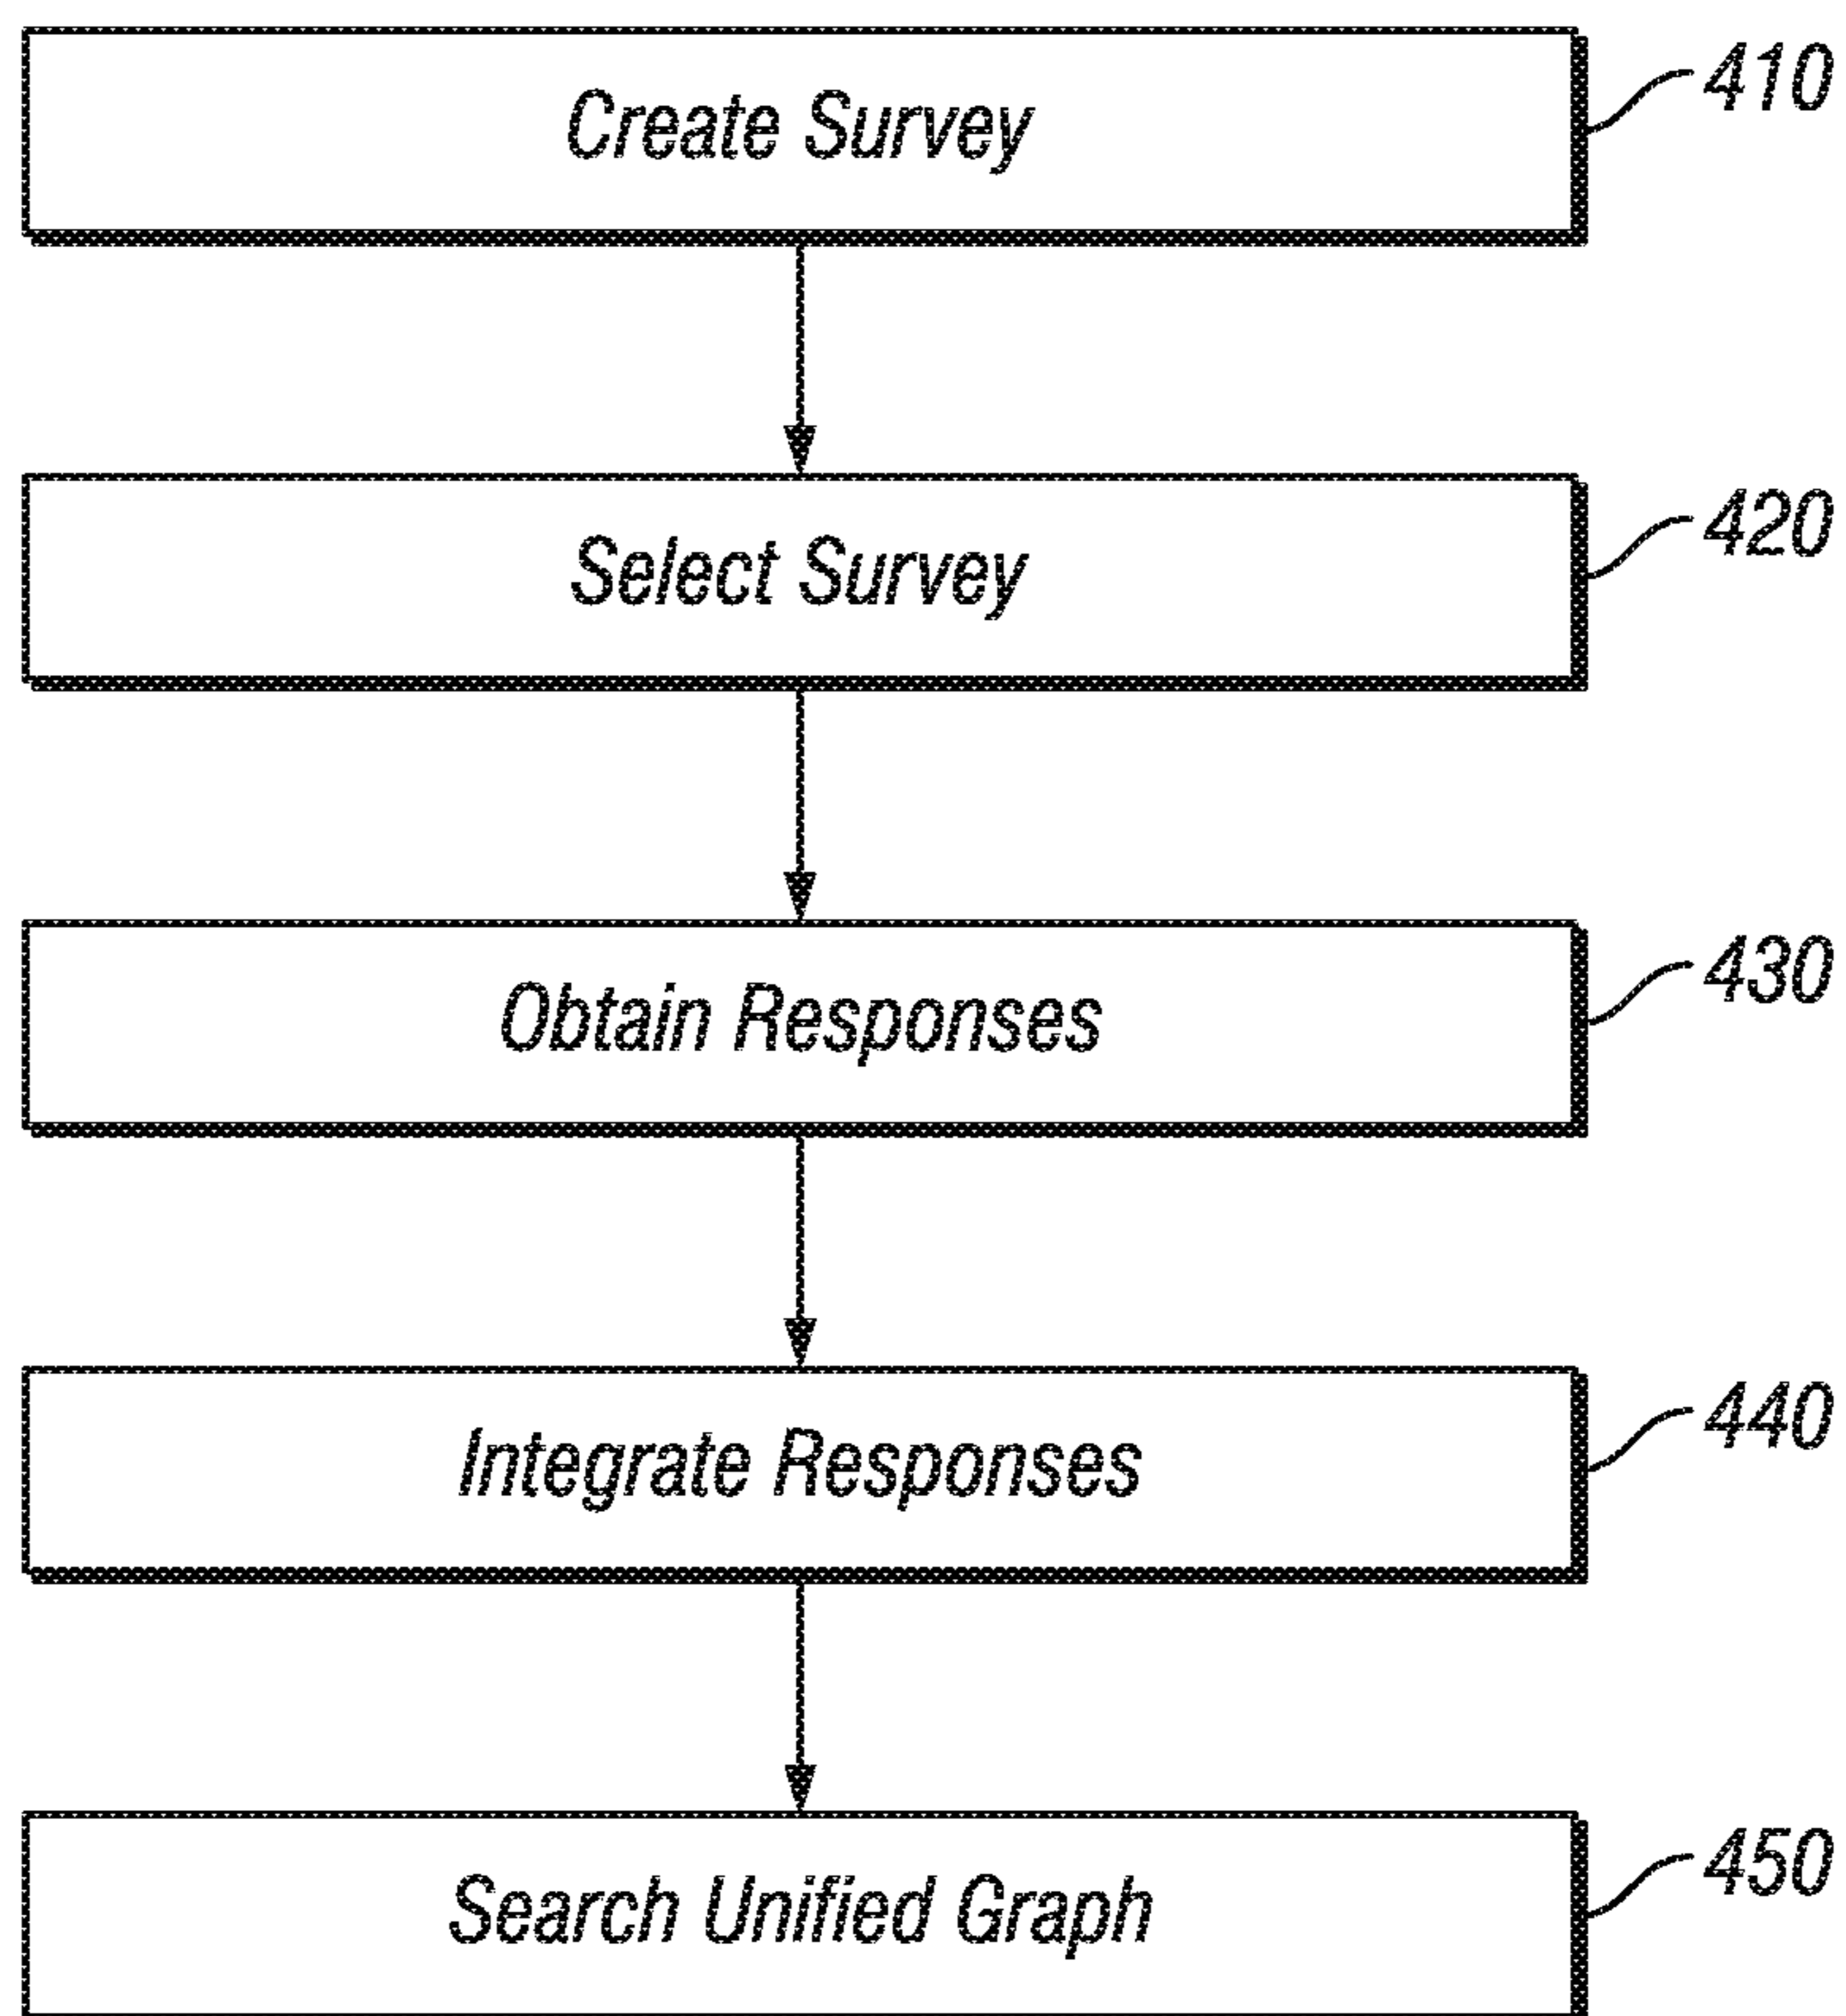 Create Survey
410
Select Survey
420
Obtain Responses
430
Integrate Responses
440
Search Unified Graph
450